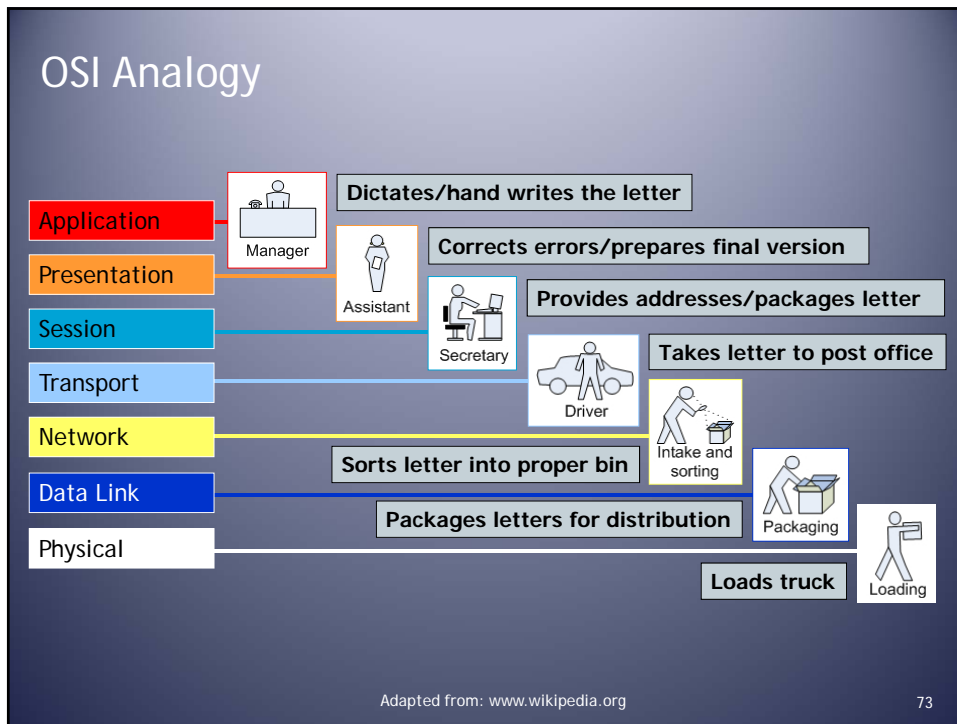 OSI Analogy
Application
Manager
Dictates/hand writes the letter
Presentation
Assistant
Corrects errors/prepares final version
Session
Secretary
Provides addresses/packages letter
Transport
Driver
Takes letter to post office
Network
Intake and
sorting
Sorts letter into proper bin
Data Link
Packaging
Packages letters for distribution
Physical
Loading
Loads truck
Adapted from: www.wikipedia.org
73